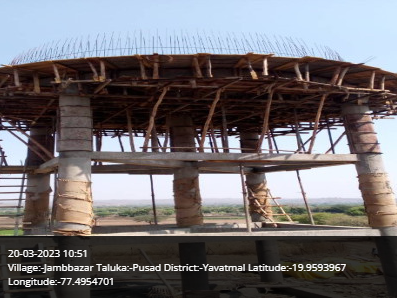 20-03-2023 10:51
Village:-Jambbazar Taluka:-Pusad District:-Yavatmal Latitude:-19.9593967
Longitude:-77.4954701